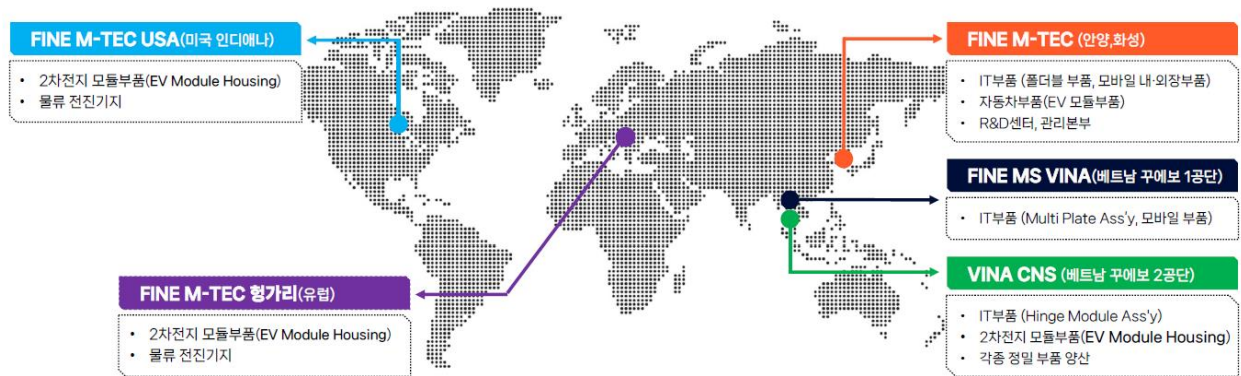 FINE M-TEC USA(미국 인디애나)
• 2차전지 모듈부품(EV Module Housing)
• 물류 전진기지
FINE M-TEC (안양,화성)
• IT부품 (폴더블 부품, 모바일 내·외장부품)
• 자동차부품(EV 모듈부품)
• R&D센터, 관리본부
FINE MS VINA(베트남 꾸에보 1공단)
• IT부품 (Multi Plate Ass'y, 모바일 부품)
VINA CNS (베트남 꾸에보 2공단)
• IT부품 (Hinge Module Ass'y)
• 2차전지 모듈부품(EV Module Housing)
• 각종 정밀 부품 양산
FINE M-TEC 헝가리(유럽)
• 2차전지 모듈부품(EV Module Housing)
• 물류 전진기지